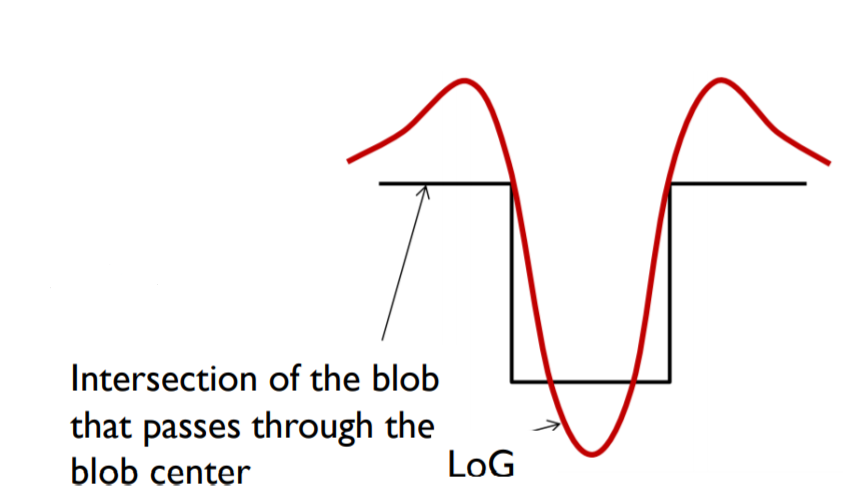 Intersection of the blob
that passes through the
blob center
LoG